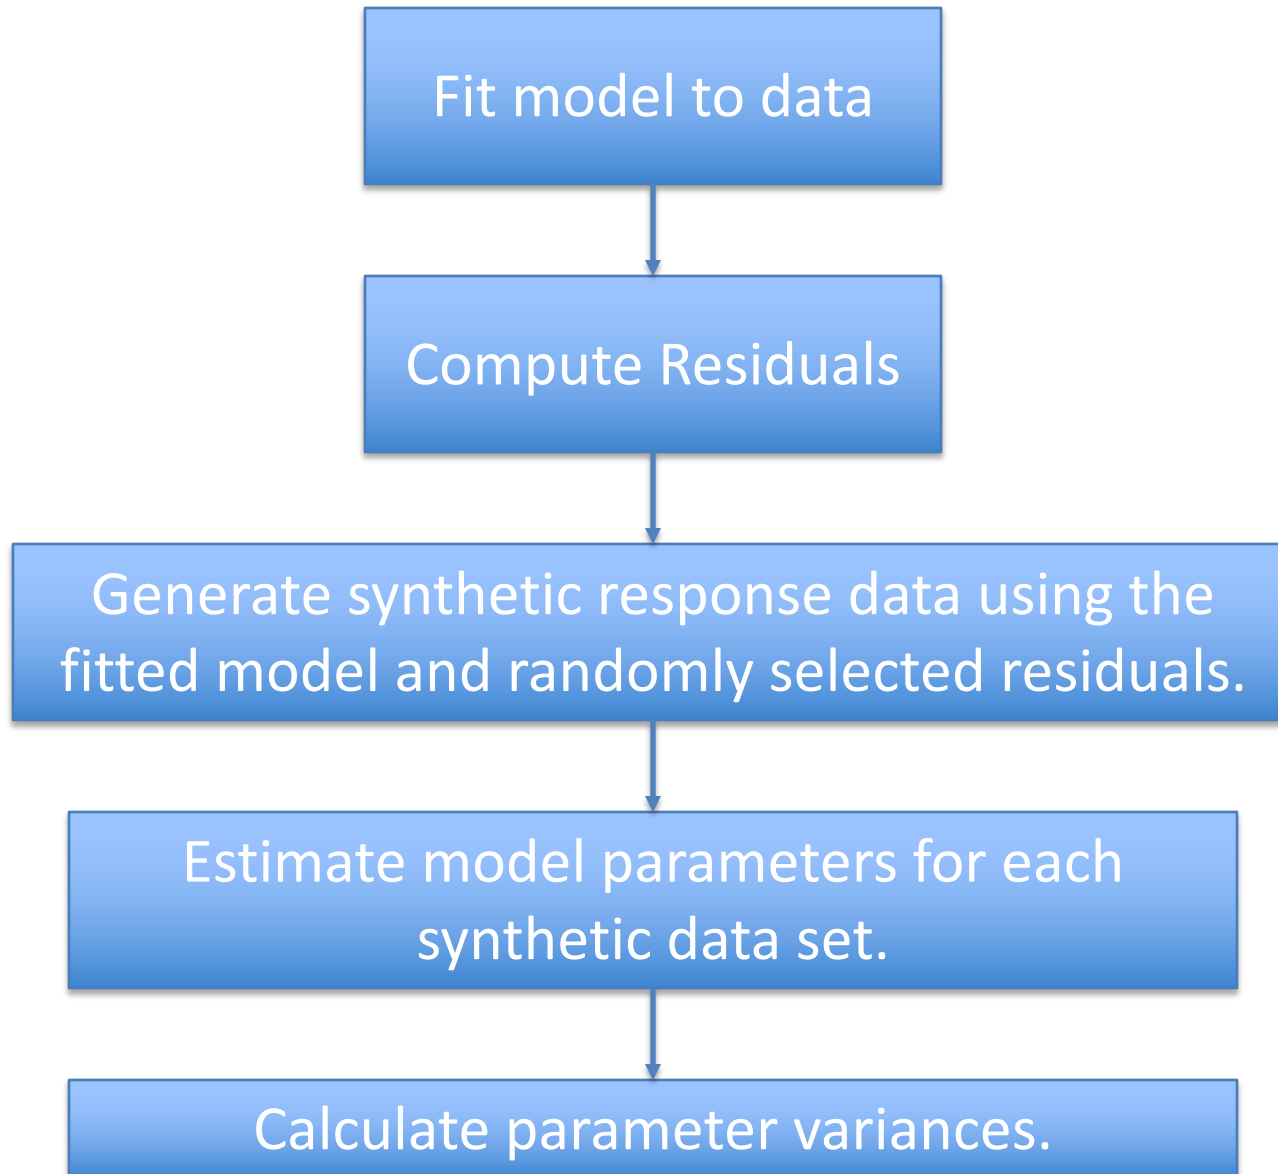 Fit model to data
Compute Residuals
Generate synthetic response data using the
fitted model and randomly selected residuals.
Estimate model parameters for each
synthetic data set.
Calculate parameter variances.